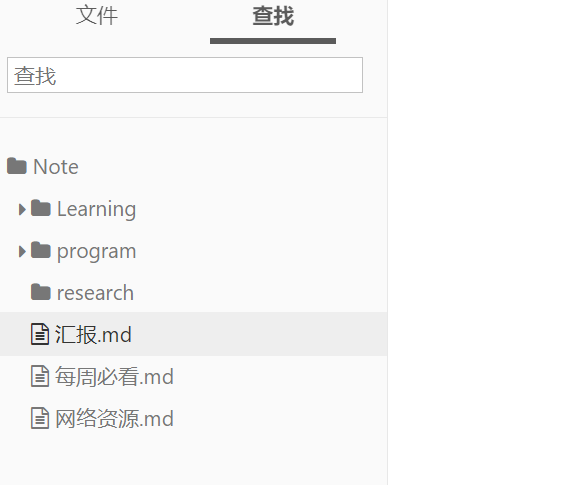 文件 查找
查找
Note
Learning
program
research
汇报.md
每周必看.md
网络资源.md